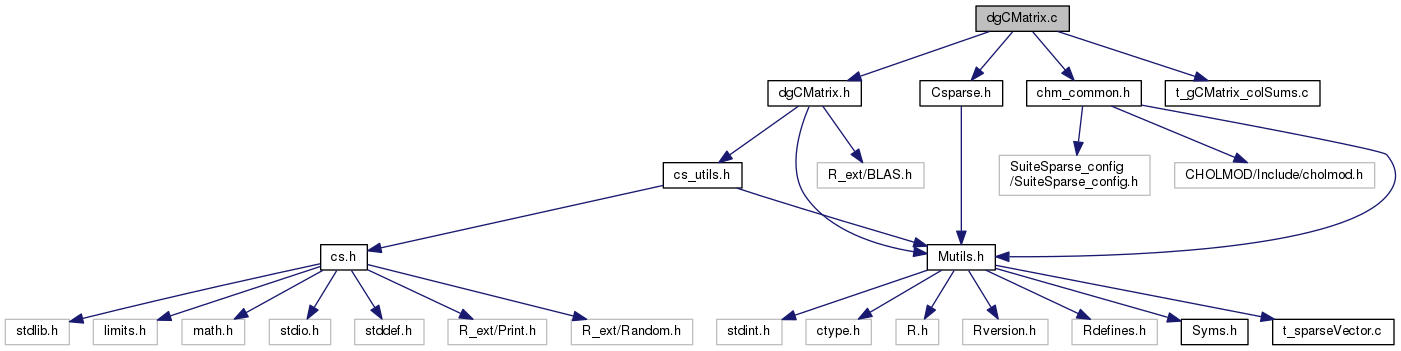 dgCMatrix.c
dgCMatrix.h
Csparse.h
chm_common.h
t_gCMatrix_colSums.c
cs_utils.h
R_ext/BLAS.h
SuiteSparse_config
/SuiteSparse_config.h
CHOLMOD/Include/cholmod.h
cs.h
Mutils.h
stdlib.h
limits.h
math.h
stdio.h
stddef.h
R_ext/Print.h
R_ext/Random.h
stdint.h
ctype.h
R.h
Rversion.h
Rdefines.h
Syms.h
t_sparseVector.c